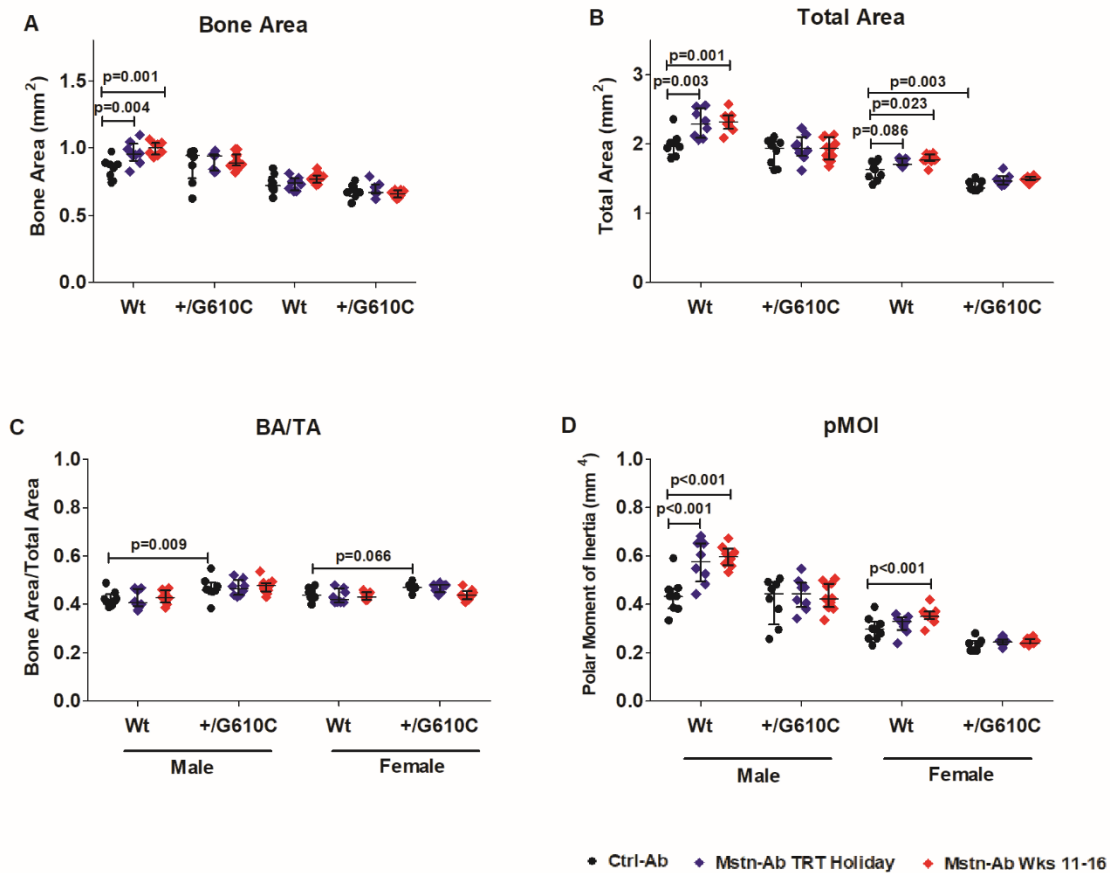 A
Bone Area
Bone Area (mm²)
1.5
1.0
0.5
0.0
p=0.001
p=0.004
Wt
+/G610C
Wt
+/G610C
B
Total Area
Total Area (mm²)
3
2
1
0
p=0.001
p=0.003
p=0.003
p=0.023
p=0.086
Wt
+/G610C
Wt
+/G610C
C
BA/TA
Bone Area/Total Area
1.0
0.8
0.6
0.4
0.2
0.0
p=0.009
p=0.066
Wt
+/G610C
Wt
+/G610C
Male
Female
D
pMOI
Polar Moment of Inertia (mm⁴)
1.0
0.8
0.6
0.4
0.2
0.0
p<0.001
p<0.001
p<0.001
Wt
+/G610C
Wt
+/G610C
Male
Female
Ctrl-Ab
Mstn-Ab TRT Holiday
Mstn-Ab Wks 11-16